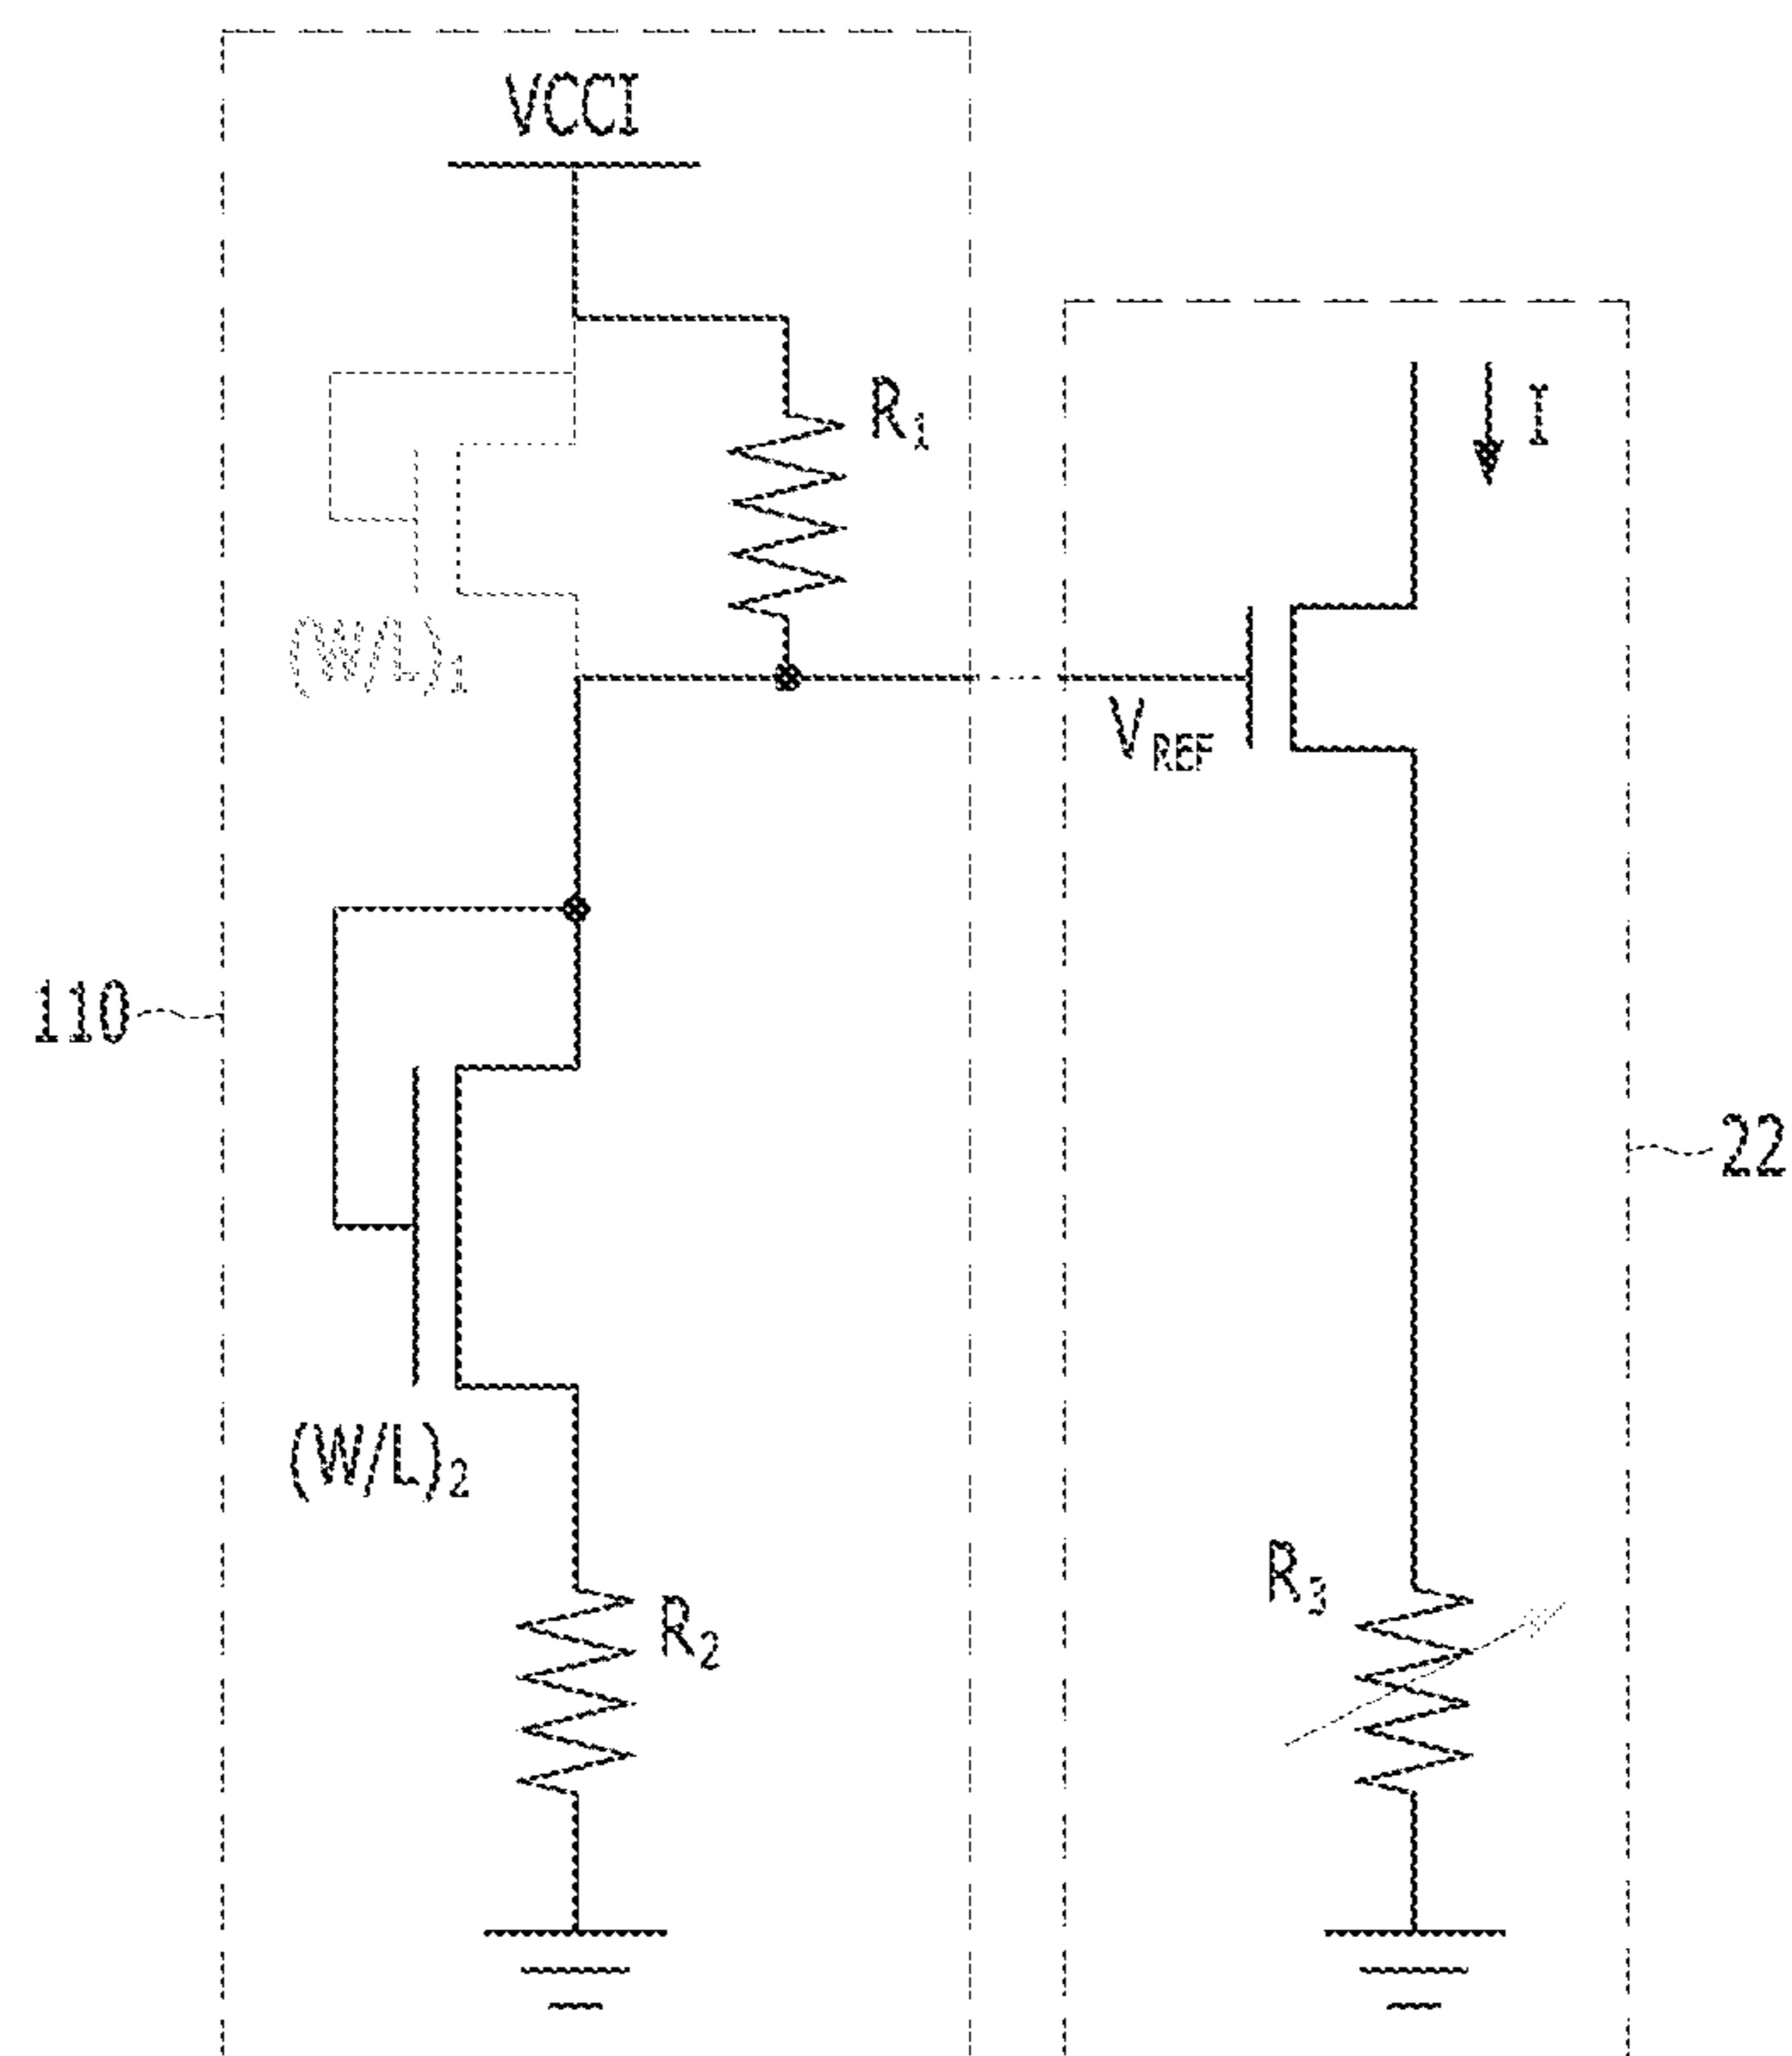 VCCI
R1
I
(W/L)1
VREF
110
22
(W/L)2
R3
R2